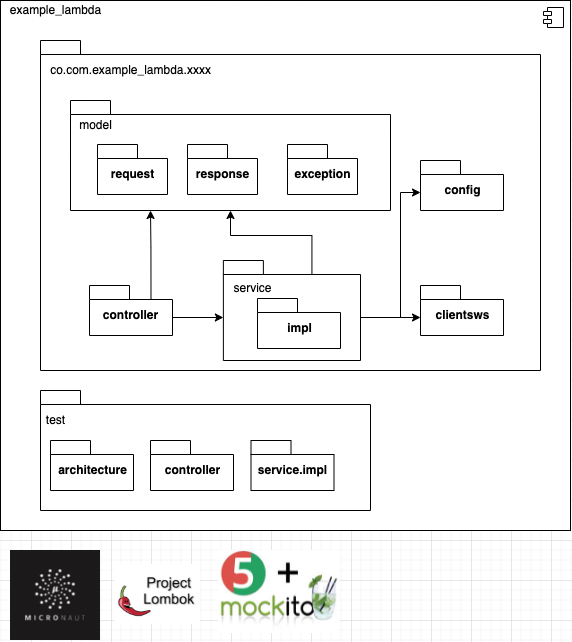 example_lambda
co.com.example_lambda.xxxx
model
request
response
exception
config
service
controller
impl
clientsws
test
architecture
controller
service.impl
MICRONAUT
Project
Lombok
5 +
mockito